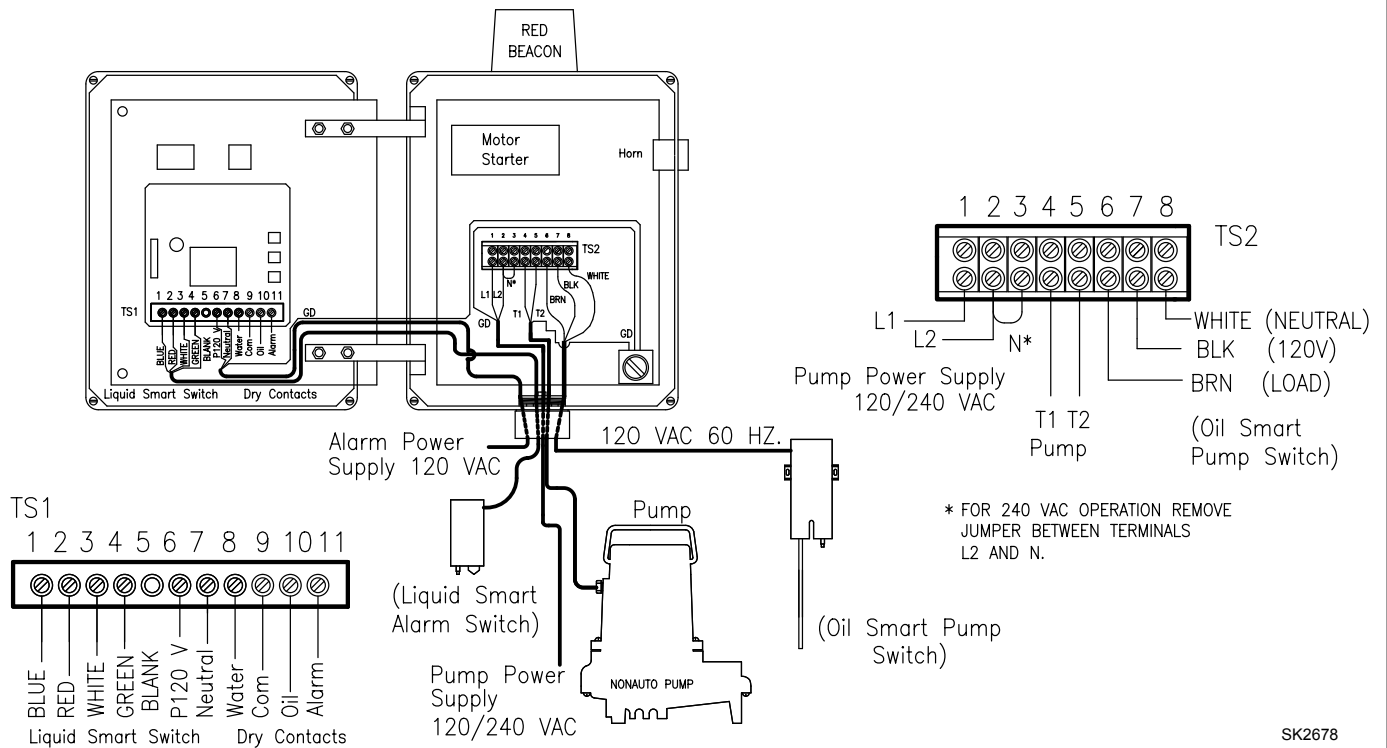 RED
BEACON
Motor
Starter
Horn
1 2 3 4 5 6 7 8
TS2
L1 L2
N*
T1
T2
BRN
BLK
WHITE
GD
GD
GD
1 2 3 4 5 6 7 8 9 10 11
TS1
BLUE
RED
WHITE
GREEN
BLANK
P120 V
Neutral
Water
Com
Oil
Alarm
Liquid Smart Switch
Dry Contacts
1 2 3 4 5 6 7 8
TS2
L1
L2
N*
Pump Power Supply
120/240 VAC
T1 T2
Pump
WHITE (NEUTRAL)
BLK (120V)
BRN (LOAD)
(Oil Smart
Pump Switch)
* FOR 240 VAC OPERATION REMOVE
JUMPER BETWEEN TERMINALS
L2 AND N.
Alarm Power
Supply 120 VAC
120 VAC 60 HZ.
Pump
(Liquid Smart
Alarm Switch)
(Oil Smart Pump
Switch)
NONAUTO PUMP
Pump Power
Supply
120/240 VAC
TS1
1 2 3 4 5 6 7 8 9 10 11
BLUE
RED
WHITE
GREEN
BLANK
P120 V
Neutral
Water
Com
Oil
Alarm
Liquid Smart Switch
Dry Contacts
SK2678